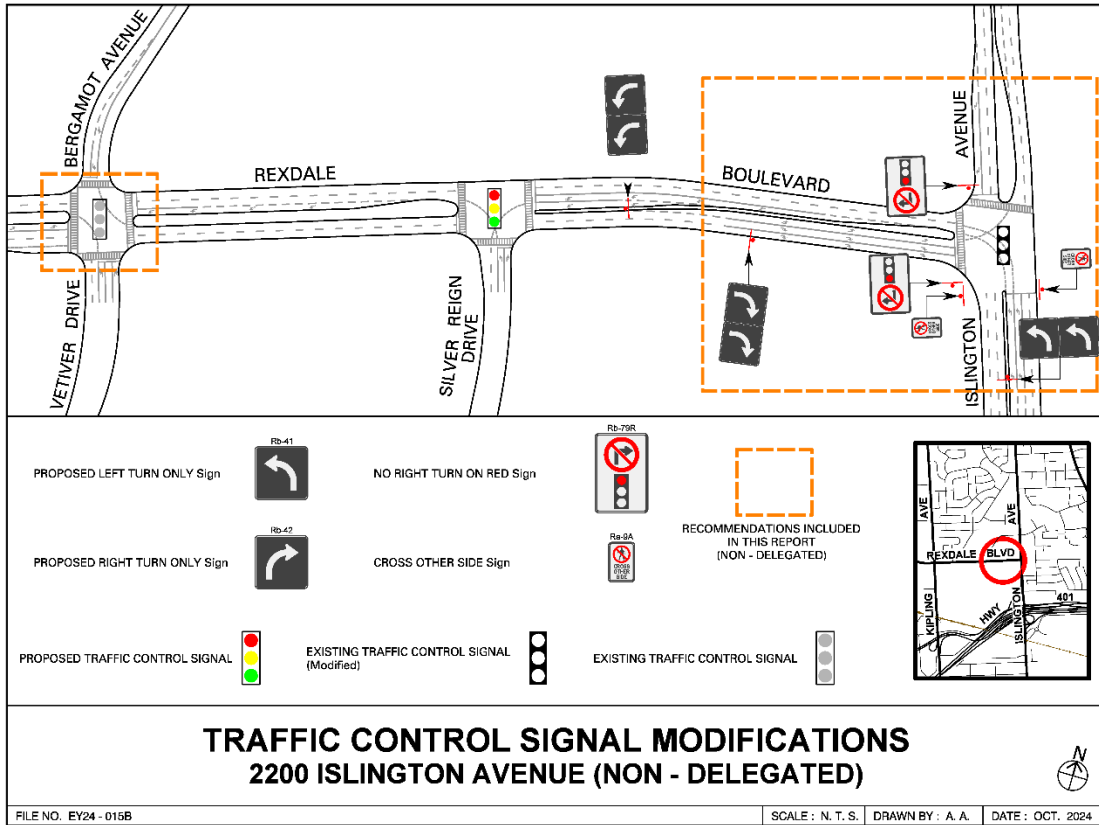 BERGAMOT AVENUE
REXDALE
BOULEVARD
AVENUE
VETIVER DRIVE
SILVER REIGN
DRIVE
ISLINGTON
PROPOSED LEFT TURN ONLY Sign
Rb-41
NO RIGHT TURN ON RED Sign
Rb-79R
RECOMMENDATIONS INCLUDED
IN THIS REPORT
(NON - DELEGATED)
PROPOSED RIGHT TURN ONLY Sign
Rb-42
CROSS OTHER SIDE Sign
Ra-9A
CROSS
OTHER
SIDE
PROPOSED TRAFFIC CONTROL SIGNAL
EXISTING TRAFFIC CONTROL SIGNAL
(Modified)
EXISTING TRAFFIC CONTROL SIGNAL
AVE
AVE
REXDALE BLVD
KIPLING
HWY
401
ISLINGTON
TRAFFIC CONTROL SIGNAL MODIFICATIONS
2200 ISLINGTON AVENUE (NON - DELEGATED)
N
FILE NO. EY24 - 015B
SCALE : N. T. S.
DRAWN BY : A. A.
DATE : OCT. 2024